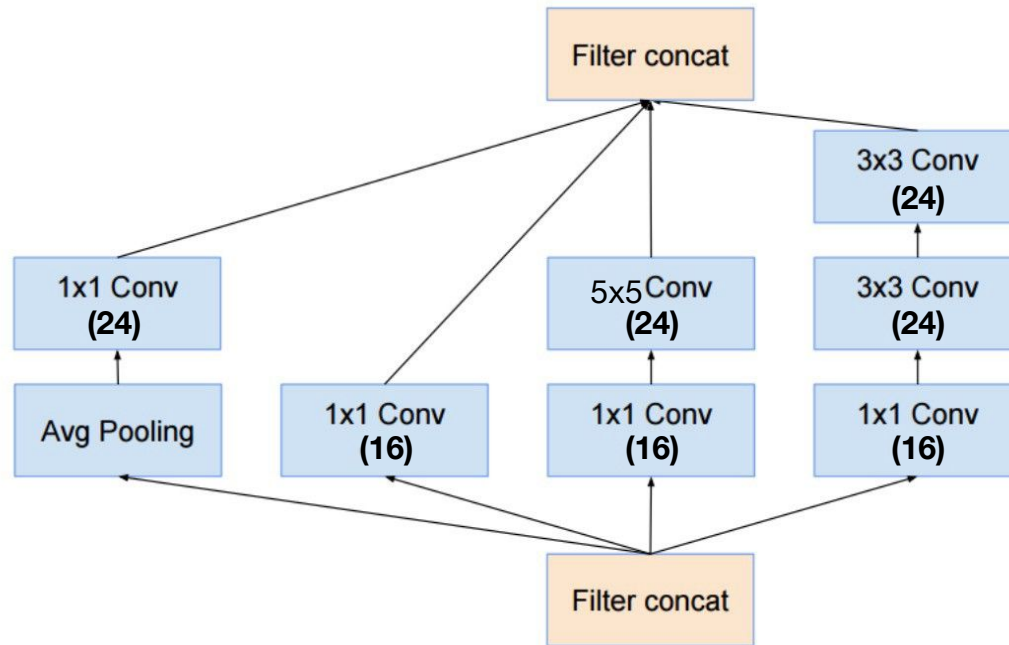 Filter concat
3x3 Conv
(24)
1x1 Conv
(24)
5x5 Conv
(24)
3x3 Conv
(24)
Avg Pooling
1x1 Conv
(16)
1x1 Conv
(16)
1x1 Conv
(16)
Filter concat